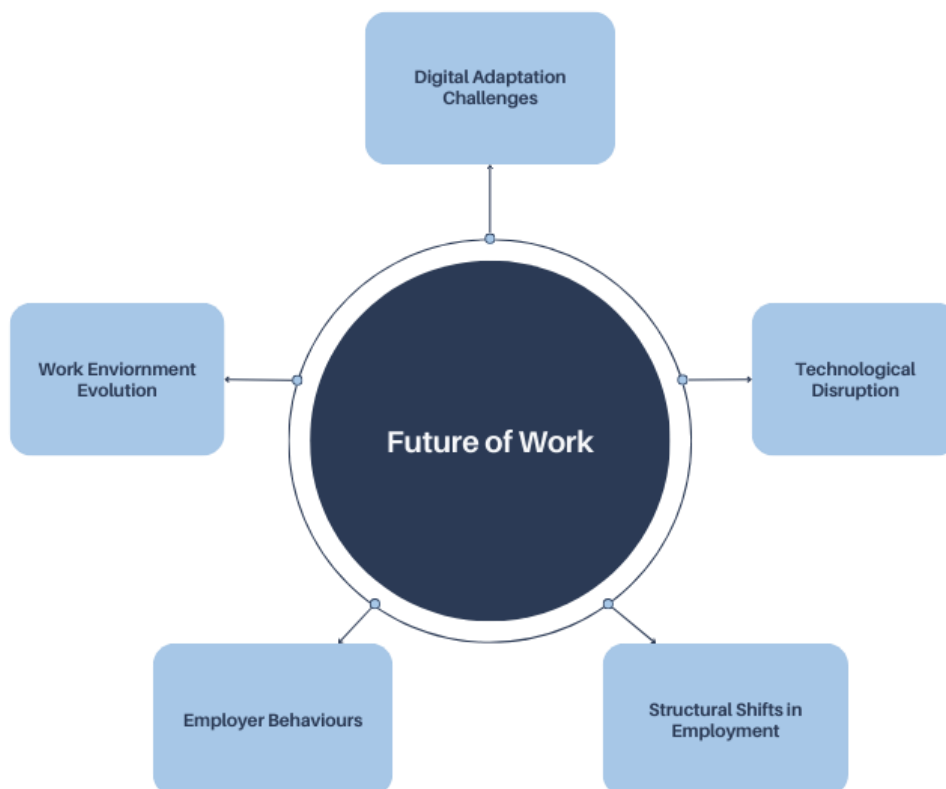 Digital Adaptation
Challenges
Work Enviornment
Evolution
Technological
Disruption
Future of Work
Employer Behaviours
Structural Shifts in
Employment